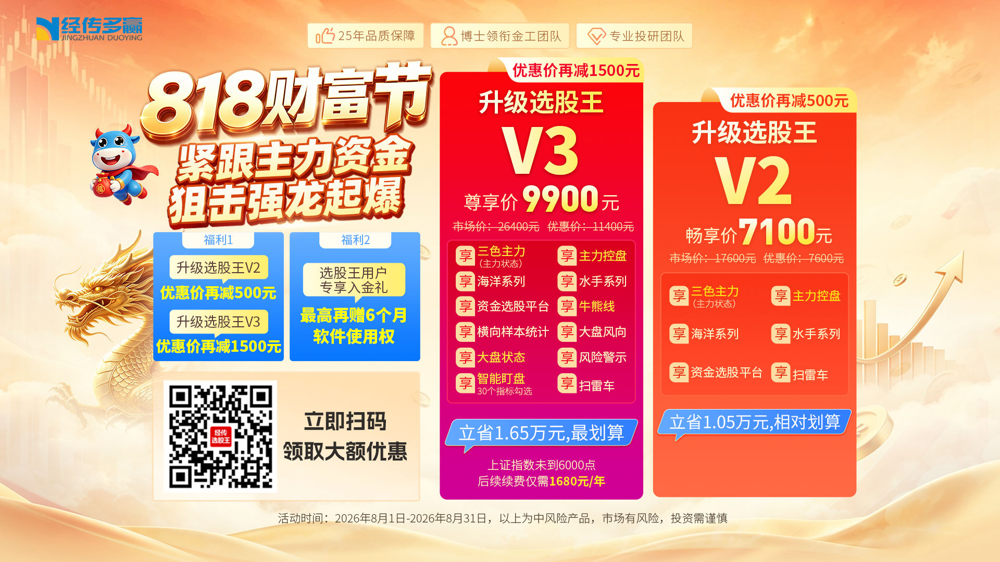 经传多赢
JINGZHUAN DUOYING
25年品质保障
博士领衔金工团队
专业投研团队
818财富节
紧跟主力资金
狙击强龙起爆
福
福利1
升级选股王V2
优惠价再减500元
升级选股王V3
优惠价再减1500元
福利2
选股王用户
专享入金礼
最高再赠6个月
软件使用权
经传
选股王
立即扫码
领取大额优惠
优惠价再减1500元
升级选股王
V3
尊享价9900元
市场价：26400元 优惠价：11400元
享 三色主力
（主力状态）
享 主力控盘
享 海洋系列
享 水手系列
享 资金选股平台
享 牛熊线
享 横向样本统计
享 大盘风向
享 大盘状态
享 风险警示
享 智能盯盘
30个指标勾选
享 扫雷车
立省1.65万元,最划算
上证指数未到6000点
后续续费仅需1680元/年
优惠价再减500元
升级选股王
V2
畅享价7100元
市场价：17600元 优惠价：7600元
享 三色主力
（主力状态）
享 主力控盘
享 海洋系列
享 水手系列
享 资金选股平台
享 扫雷车
立省1.05万元,相对划算
活动时间：2026年8月1日-2026年8月31日，以上为中风险产品，市场有风险，投资需谨慎